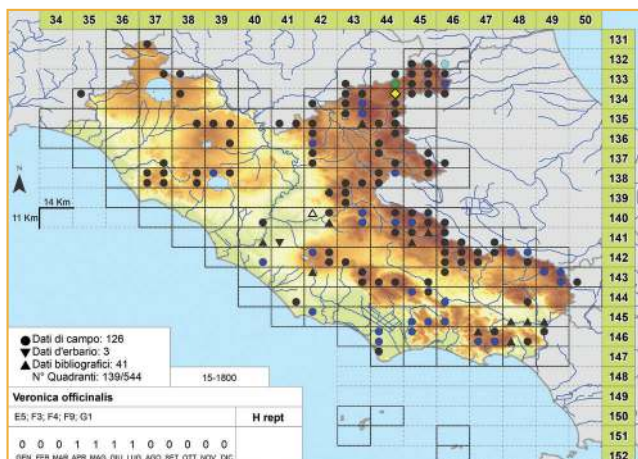 34 35 36 37 38 39 40 41 42 43 44 45 46 47 48 49 50
131
132
133
134
135
136
137
138
139
140
141
142
143
144
145
146
147
148
149
150
151
152
N
14 Km
11 Km
Dati di campo: 126
Dati d'erbario: 3
Dati bibliografici: 41
N° Quadranti: 139/544
15-1800
Veronica officinalis
E5; F3; F4; F9; G1
H rept
0 0 0 1 1 1 1 0 0 0 0 0
GEN FEB MAR APR MAG GIU LUG AGO SET OTT NOV DIC